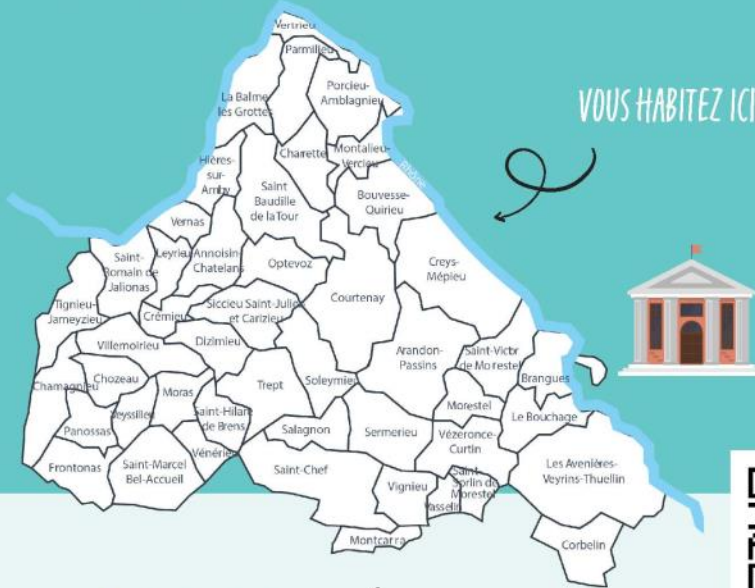 Vertrieu
Parmilieu
Porcieu-
Amblagnieu
La Balme
les Grottes
VOUS HABITEZ ICI
Charrette
Montalieu-
Vercieu
Hières-
sur-
Amby
Rhône
Saint
Baudille
de la Tour
Bouvesse-
Quirieu
Vernas
Saint-
Romain de
Jalionas
Leyrieu
Annoisin-
Chatelans
Optevoz
Creys-
Mépieu
Courtenay
Tignieu-
Jameyzieu
Crémieu
Siccieu Saint-Julien
et Carizieu
Villemoirieu
Dizimieu
Arandon-
Passins
Saint-Victor
de Morestel
Brangues
Chamagnieu
Chozeau
Moras
Trept
Soleymieu
Veyssilieu
Saint-Hilaire
de Brens
Morestel
Le Bouchage
Panossas
Salagnon
Sermerieu
Vézeronce-
Curtin
Frontonas
Saint-Marcel
Bel-Accueil
Vénérieu
Saint-Chef
Les Avenières-
Veyrins-Thuellin
Vignieu
Vasselin
Saint-
Sorlin de
Morestel
Montcarra
Corbelin